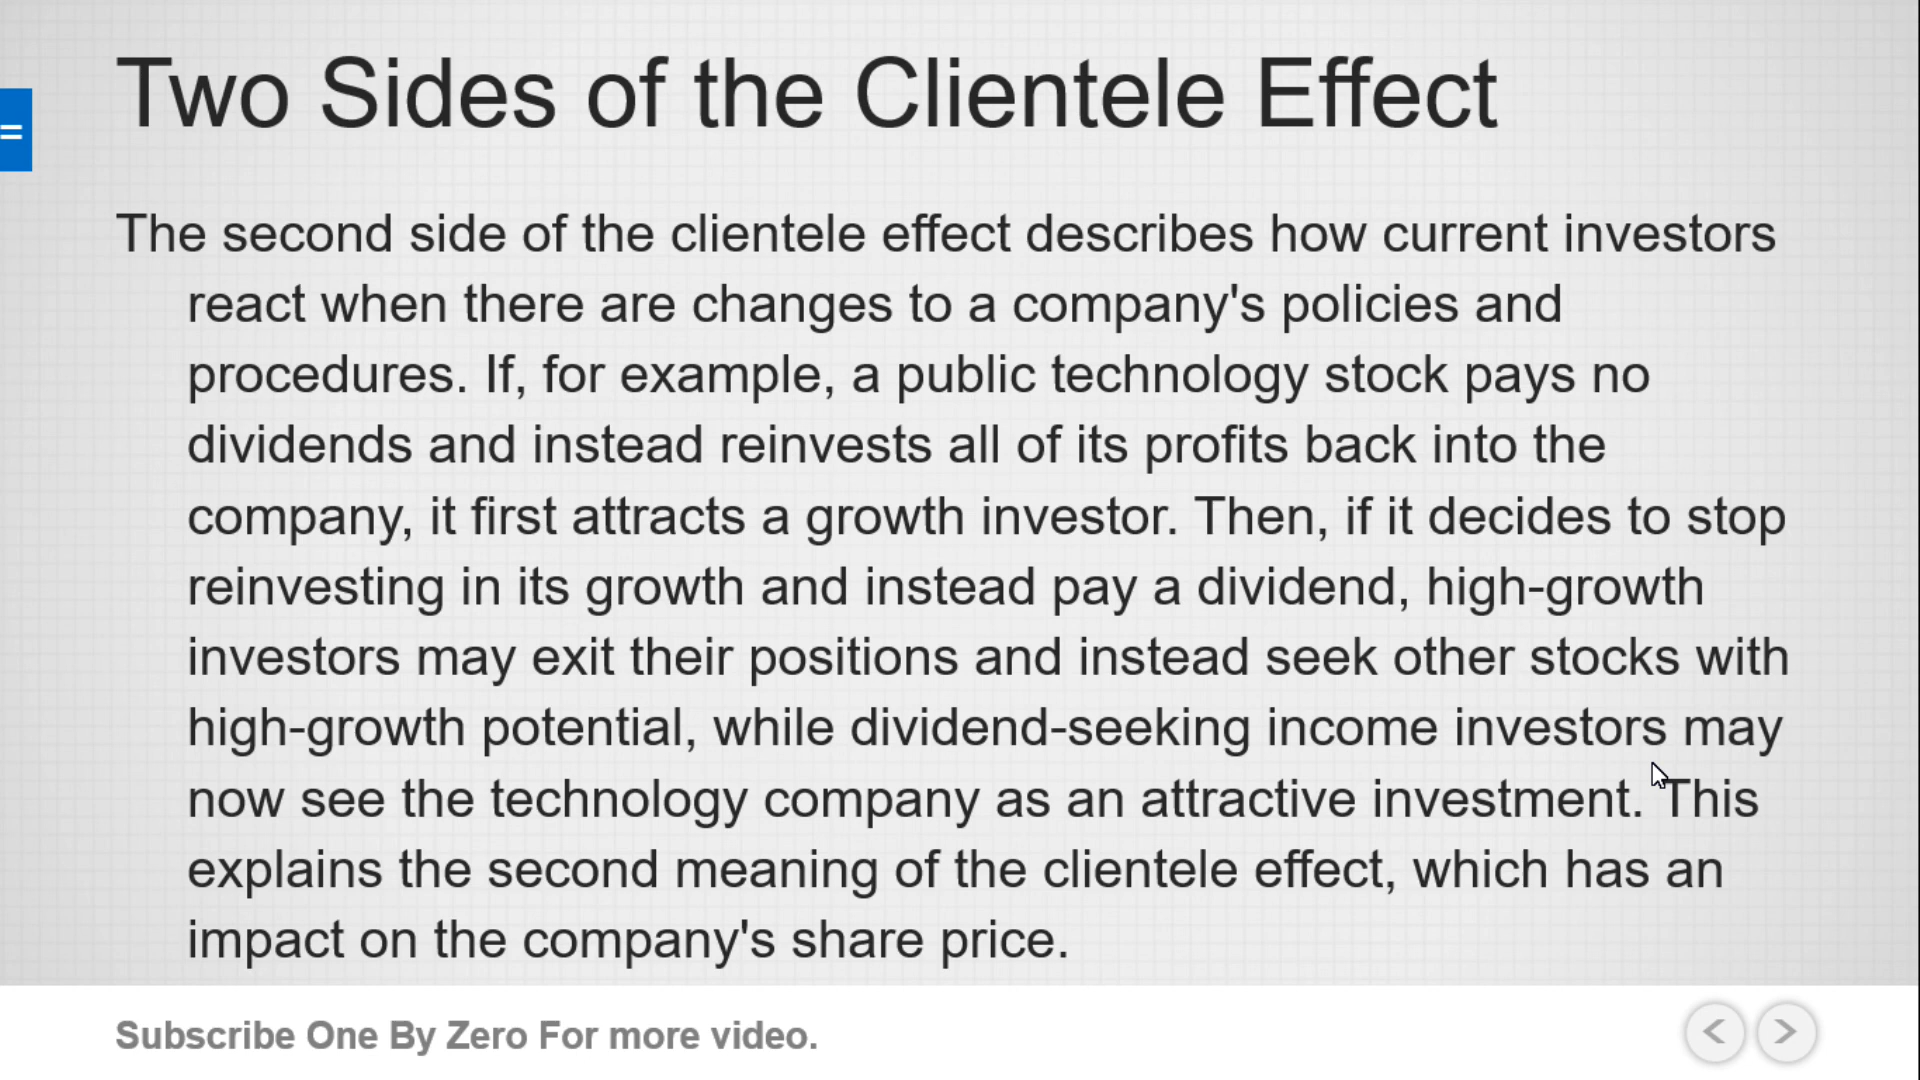 Two Sides of the Clientele Effect
=
The second side of the clientele effect describes how current investors
react when there are changes to a company's policies and
procedures. If, for example, a public technology stock pays no
dividends and instead reinvests all of its profits back into the
company, it first attracts a growth investor. Then, if it decides to stop
reinvesting in its growth and instead pay a dividend, high-growth
investors may exit their positions and instead seek other stocks with
high-growth potential, while dividend-seeking income investors may
now see the technology company as an attractive investment. This
explains the second meaning of the clientele effect, which has an
impact on the company's share price.
Subscribe One By Zero For more video.